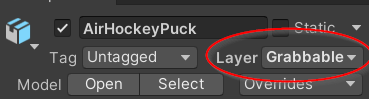 AirHockeyPuck Static
Tag Untagged Layer Grabbable
Model Open Select Overrides